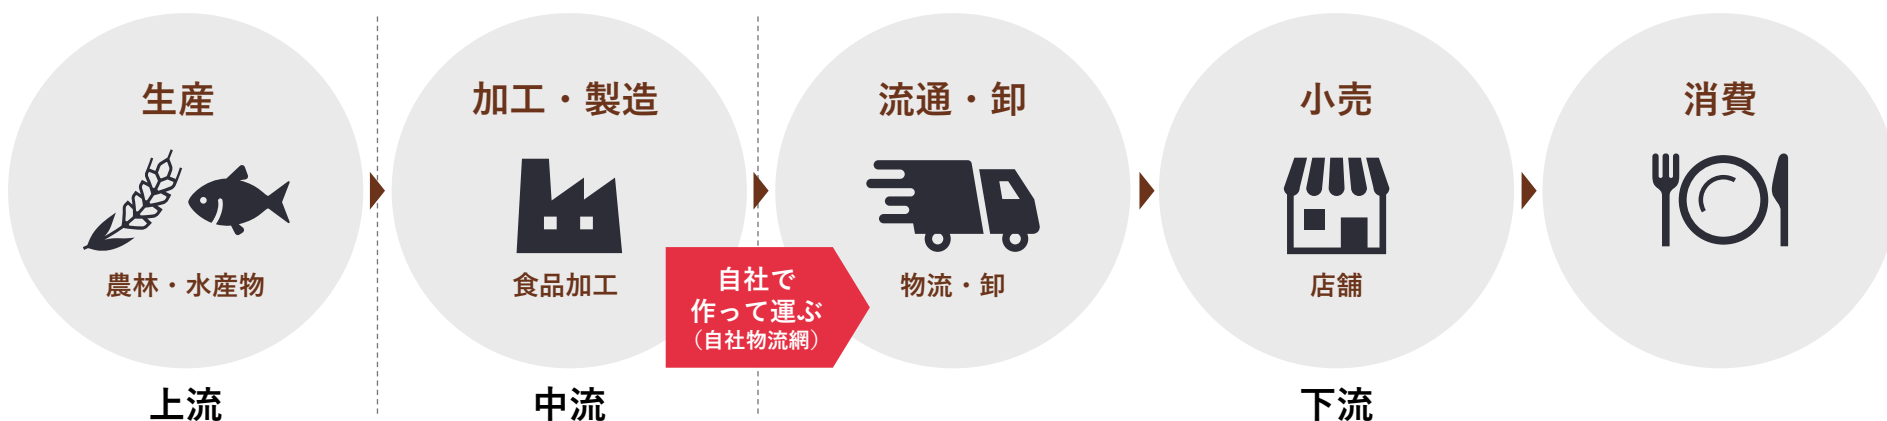 生産
農林・水産物
上流
加工・製造
食品加工
中流
自社で
作って運ぶ
（自社物流網）
流通・卸
物流・卸
小売
店舗
下流
消費